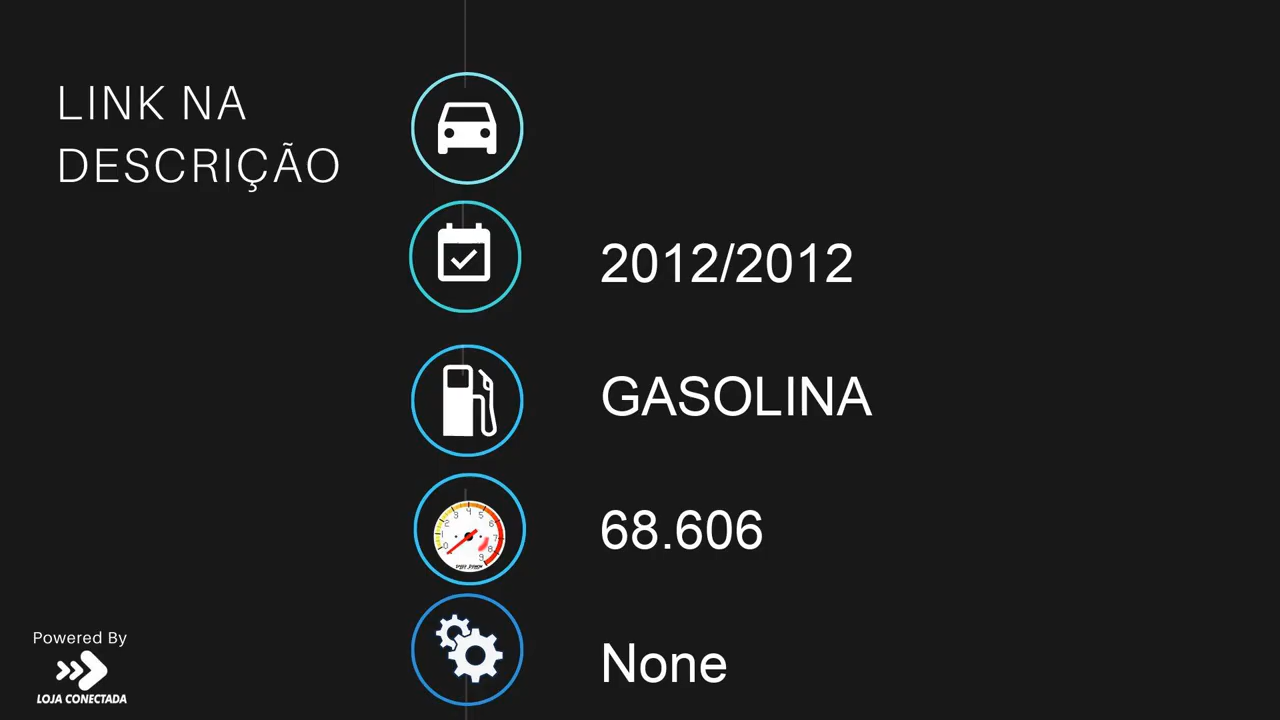 LINK NA
DESCRIÇÃO
2012/2012
GASOLINA
68.606
None
Powered By
LOJA CONECTADA